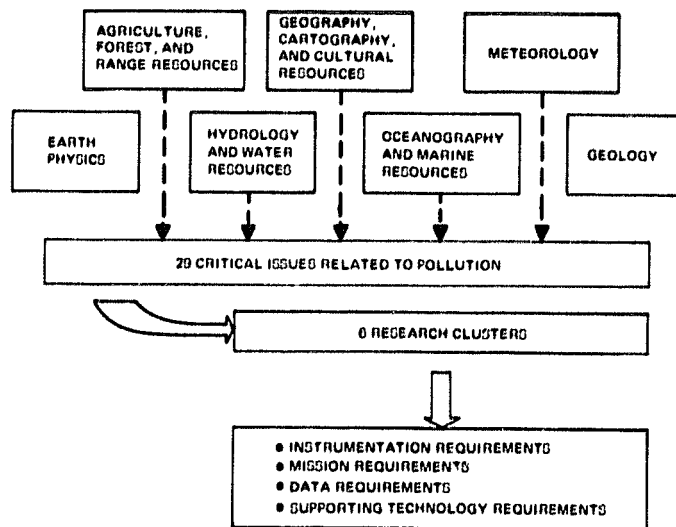 AGRICULTURE,
FOREST, AND
RANGE RESOURCES
GEOGRAPHY,
CARTOGRAPHY,
AND CULTURAL
RESOURCES
METEOROLOGY
EARTH
PHYSICS
HYDROLOGY
AND WATER
RESOURCES
OCEANOGRAPHY
AND MARINE
RESOURCES
GEOLOGY
29 CRITICAL ISSUES RELATED TO POLLUTION
6 RESEARCH CLUSTERS
● INSTRUMENTATION REQUIREMENTS
● MISSION REQUIREMENTS
● DATA REQUIREMENTS
● SUPPORTING TECHNOLOGY REQUIREMENTS